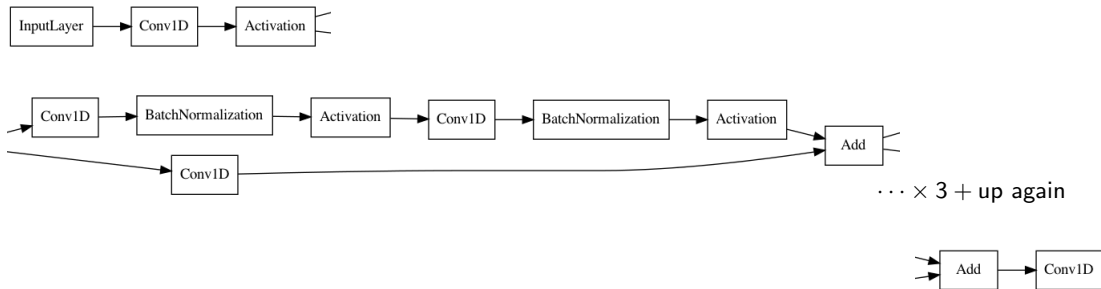 InputLayer Conv1D Activation
Conv1D BatchNormalization Activation Conv1D BatchNormalization Activation
Add
Conv1D
··· × 3 + up again
Add Conv1D